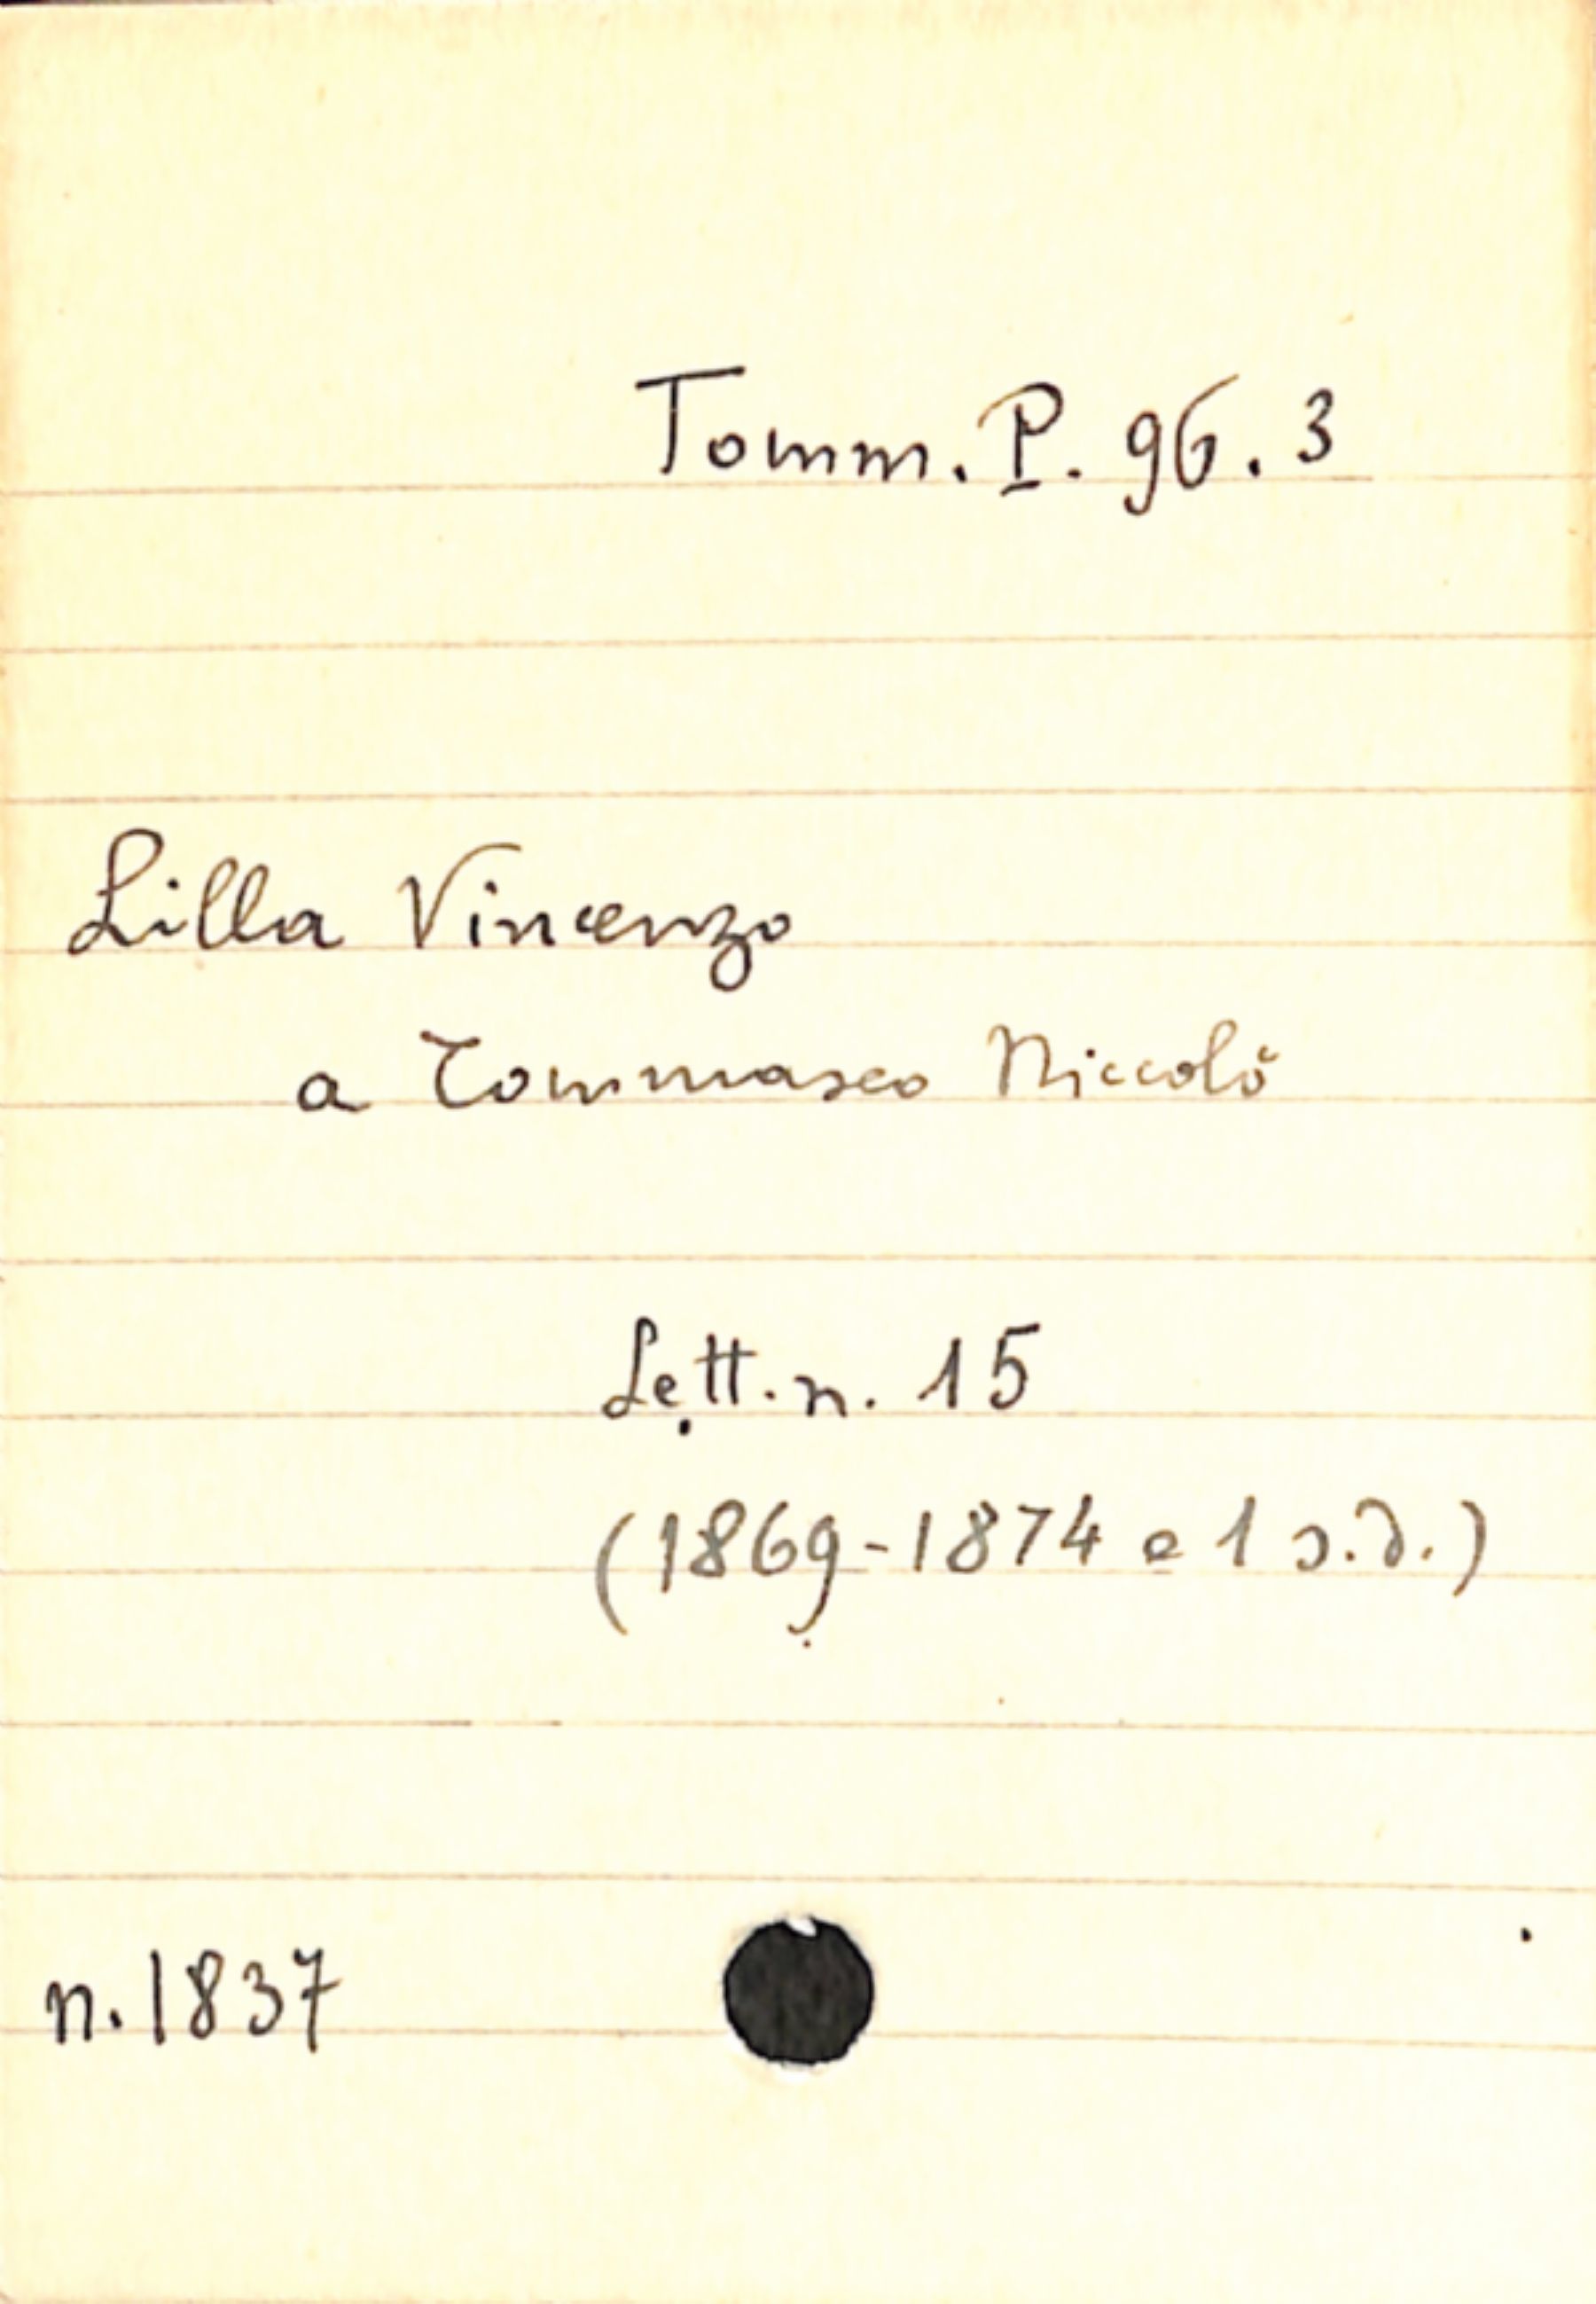 Tomm. P. 96. 3
Lilla Vincenzo
a Tommaseo Niccolò
Lett. n. 15
(1869-1874 e 1 s.d.)
n. 1837